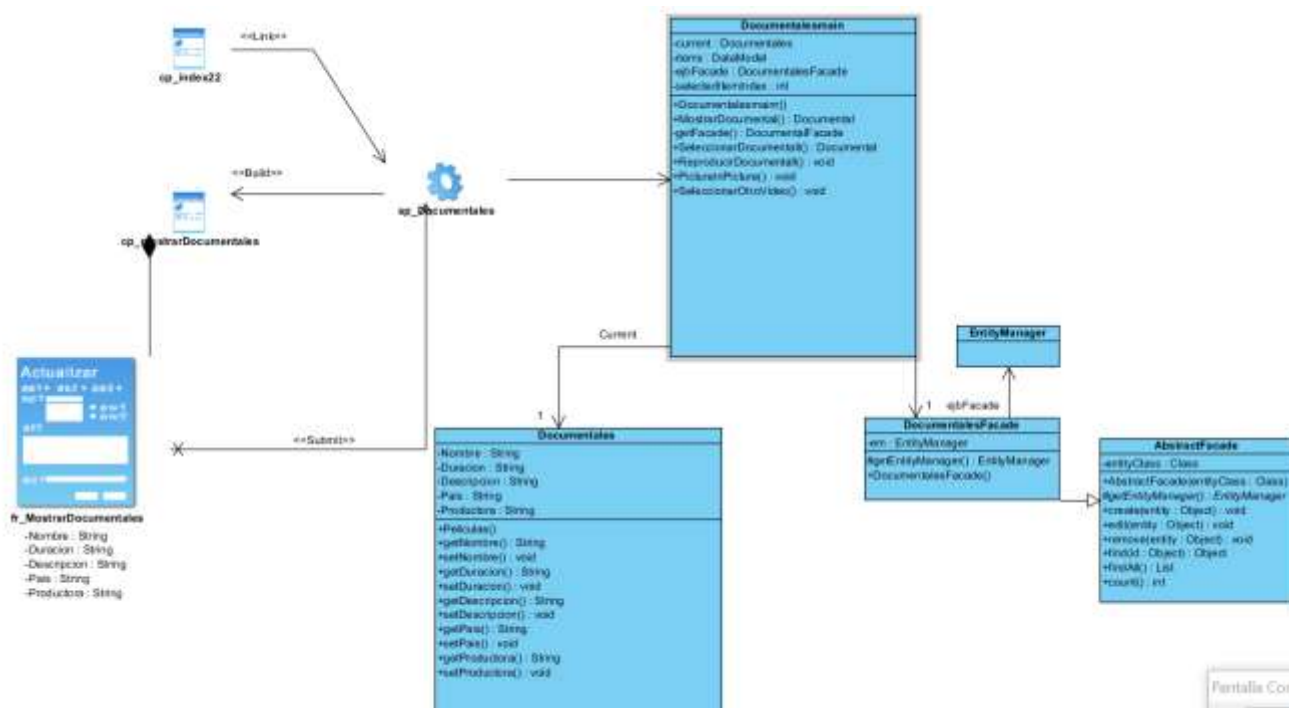 <<Link>>
cp_index22
<<Build>>
cp_mostrarDocumentales
sp_Documentales
<<Submit>>
Actualizar
fr_MostrarDocumentales
-Nombre : String
-Duracion : String
-Descripcion : String
-Pais : String
-Productora : String
Documentalesmain
-current : Documentales
-items : DataModel
-ejbFacade : DocumentalesFacade
-selectedItemIndex : int
+Documentalesmain()
+MostrarDocumental() : Documental
-getFacade() : DocumentalFacade
+SeleccionarDocumental() : Documental
+ReproducirDocumental() : void
+PictureInPicture() : void
+SeleccionarOtroVideo() : void
Current
1
Documentales
-Nombre : String
-Duracion : String
-Descripcion : String
-Pais : String
-Productora : String
+Peliculas()
+getNombre() : String
+setNombre() : void
+getDuracion() : String
+setDuracion() : void
+getDescripcion() : String
+setDescripcion() : void
+getPais() : String
+setPais() : void
+getProductora() : String
+setProductora() : void
EntityManager
1
-ejbFacade
DocumentalesFacade
-em : EntityManager
#getEntityManager() : EntityManager
+DocumentalesFacade()
AbstractFacade
-entityClass : Class
+AbstractFacade(entityClass : Class)
#getEntityManager() : EntityManager
+create(entity : Object) : void
+edit(entity : Object) : void
+remove(entity : Object) : void
+find(id : Object) : Object
+findAll() : List
+count() : int
Pantalla